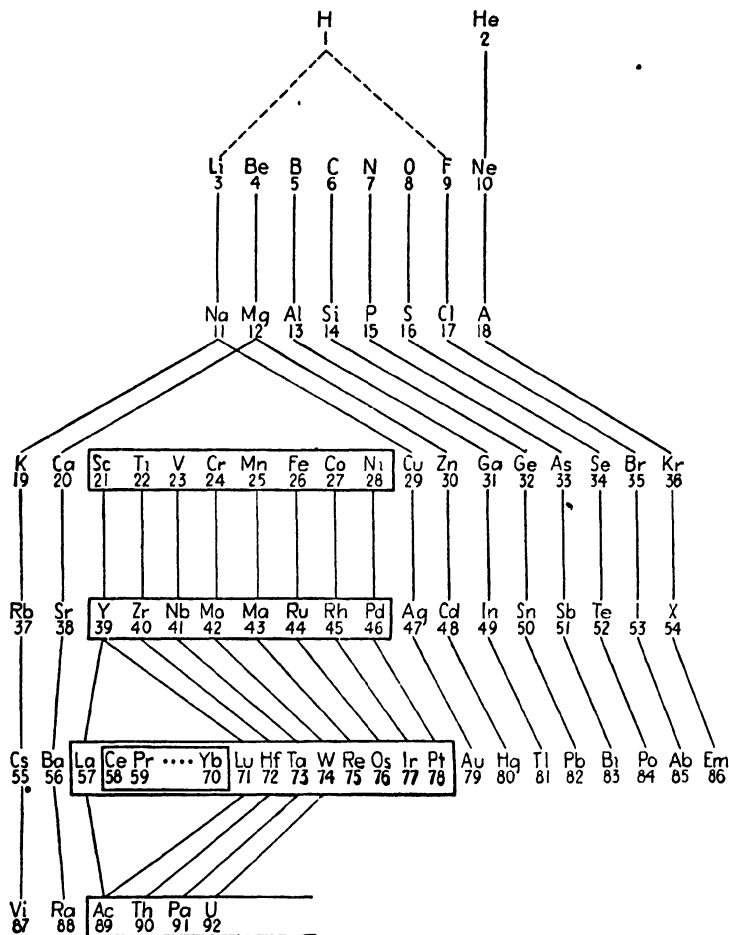 H He
1 2
Li Be B C N O F Ne
3 4 5 6 7 8 9 10
Na Mg Al Si P S Cl A
11 12 13 14 15 16 17 18
K Ca Sc Ti V Cr Mn Fe Co Ni Cu Zn Ga Ge As Se Br Kr
19 20 21 22 23 24 25 26 27 28 29 30 31 32 33 34 35 36
Rb Sr Y Zr Nb Mo Ma Ru Rh Pd Ag Cd In Sn Sb Te I X
37 38 39 40 41 42 43 44 45 46 47 48 49 50 51 52 53 54
Cs Ba La Ce Pr .... Yb Lu Hf Ta W Re Os Ir Pt Au Hg Tl Pb Bi Po Ab Em
55 56 57 58 59 70 71 72 73 74 75 76 77 78 79 80 81 82 83 84 85 86
Vi Ra Ac Th Pa U
87 88 89 90 91 92